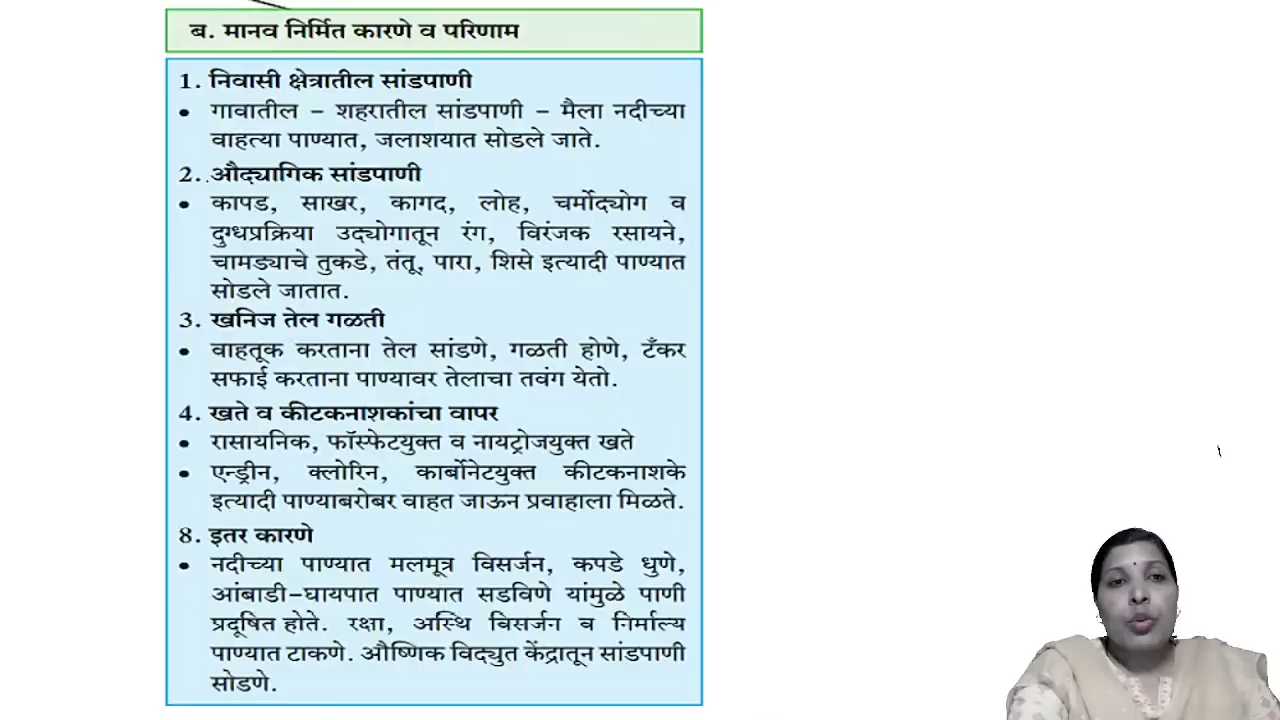 ब. मानव निर्मित कारणे व परिणाम
1. निवासी क्षेत्रातील सांडपाणी
• गावातील – शहरातील सांडपाणी – मैला नदीच्या
वाहत्या पाण्यात, जलाशयात सोडले जाते.
2. औद्यागिक सांडपाणी
• कापड, साखर, कागद, लोह, चर्मोद्योग व
दुग्धप्रक्रिया उद्योगातून रंग, विरंजक रसायने,
चामड्याचे तुकडे, तंतू, पारा, शिसे इत्यादी पाण्यात
सोडले जातात.
3. खनिज तेल गळती
• वाहतूक करताना तेल सांडणे, गळती होणे, टँकर
सफाई करताना पाण्यावर तेलाचा तवंग येतो.
4. खते व कीटकनाशकांचा वापर
• रासायनिक, फॉस्फेटयुक्त व नायट्रोजयुक्त खते
• एन्ड्रीन, क्लोरिन, कार्बोनेटयुक्त कीटकनाशके
इत्यादी पाण्याबरोबर वाहत जाऊन प्रवाहाला मिळते.
8. इतर कारणे
• नदीच्या पाण्यात मलमूत्र विसर्जन, कपडे धुणे,
आंबाडी–घायपात पाण्यात सडविणे यांमुळे पाणी
प्रदूषित होते. रक्षा, अस्थि विसर्जन व निर्माल्य
पाण्यात टाकणे. औष्णिक विद्युत केंद्रातून सांडपाणी
सोडणे.